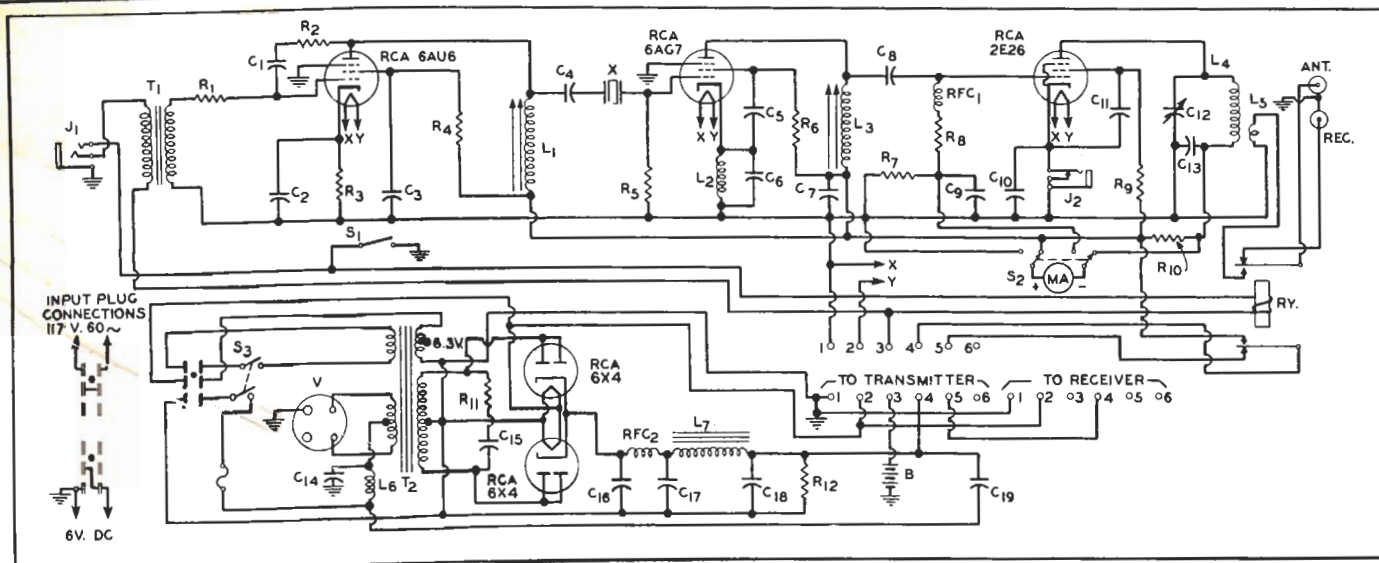 R2
RCA 6AU6
C1
T1
R1
X Y
J1
R4
C2
R3
C3
L1
S1
C4
X
RCA
6AG7
X Y
C5
R6
L3
R5
L2
C6
C7
C8
RFC1
R8
R7
C9
C10
RCA
2E26
X Y
C11
J2
R9
L4
C12
C13
L5
ANT.
REC.
R10
S2
+ MA −
X
Y
RY.
1 2 3 4 5 6
INPUT PLUG
CONNECTIONS
117 V. 60~
6V. DC
S3
V
6.3V.
R11
C15
C14
L6
T2
RCA
6X4
RCA
6X4
RFC2
L7
C16
C17
C18
R12
TO TRANSMITTER
1 2 3 4 5 6
TO RECEIVER
1 2 3 4 5 6
B
C19